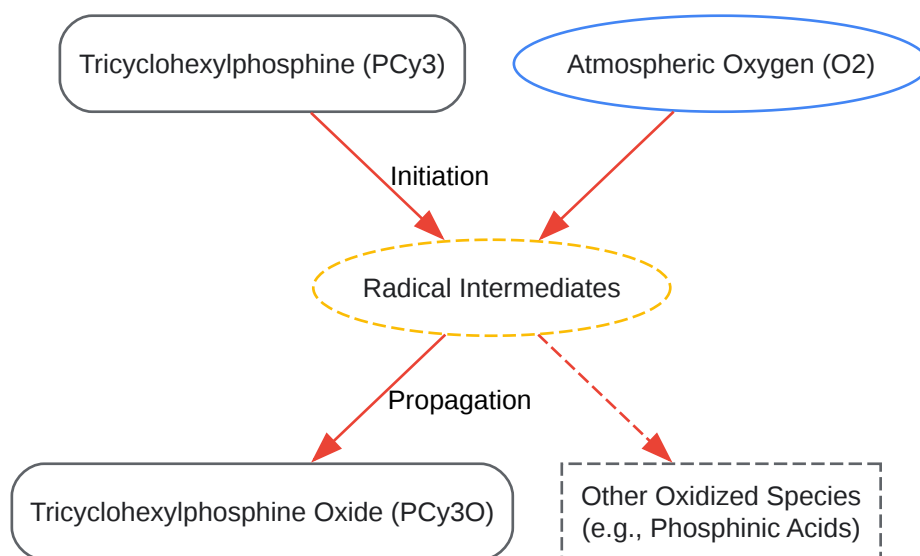 Tricyclohexylphosphine (PCy3)
Atmospheric Oxygen (O2)
Initiation
Radical Intermediates
Propagation
Tricyclohexylphosphine Oxide (PCy3O)
Other Oxidized Species
(e.g., Phosphinic Acids)